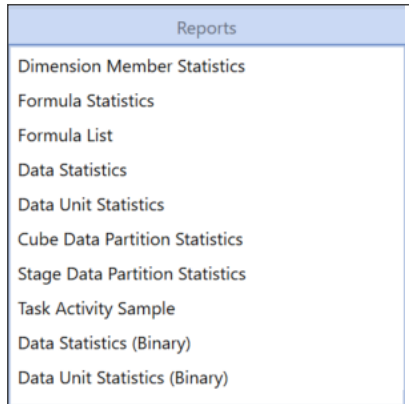 Reports
Dimension Member Statistics
Formula Statistics
Formula List
Data Statistics
Data Unit Statistics
Cube Data Partition Statistics
Stage Data Partition Statistics
Task Activity Sample
Data Statistics (Binary)
Data Unit Statistics (Binary)